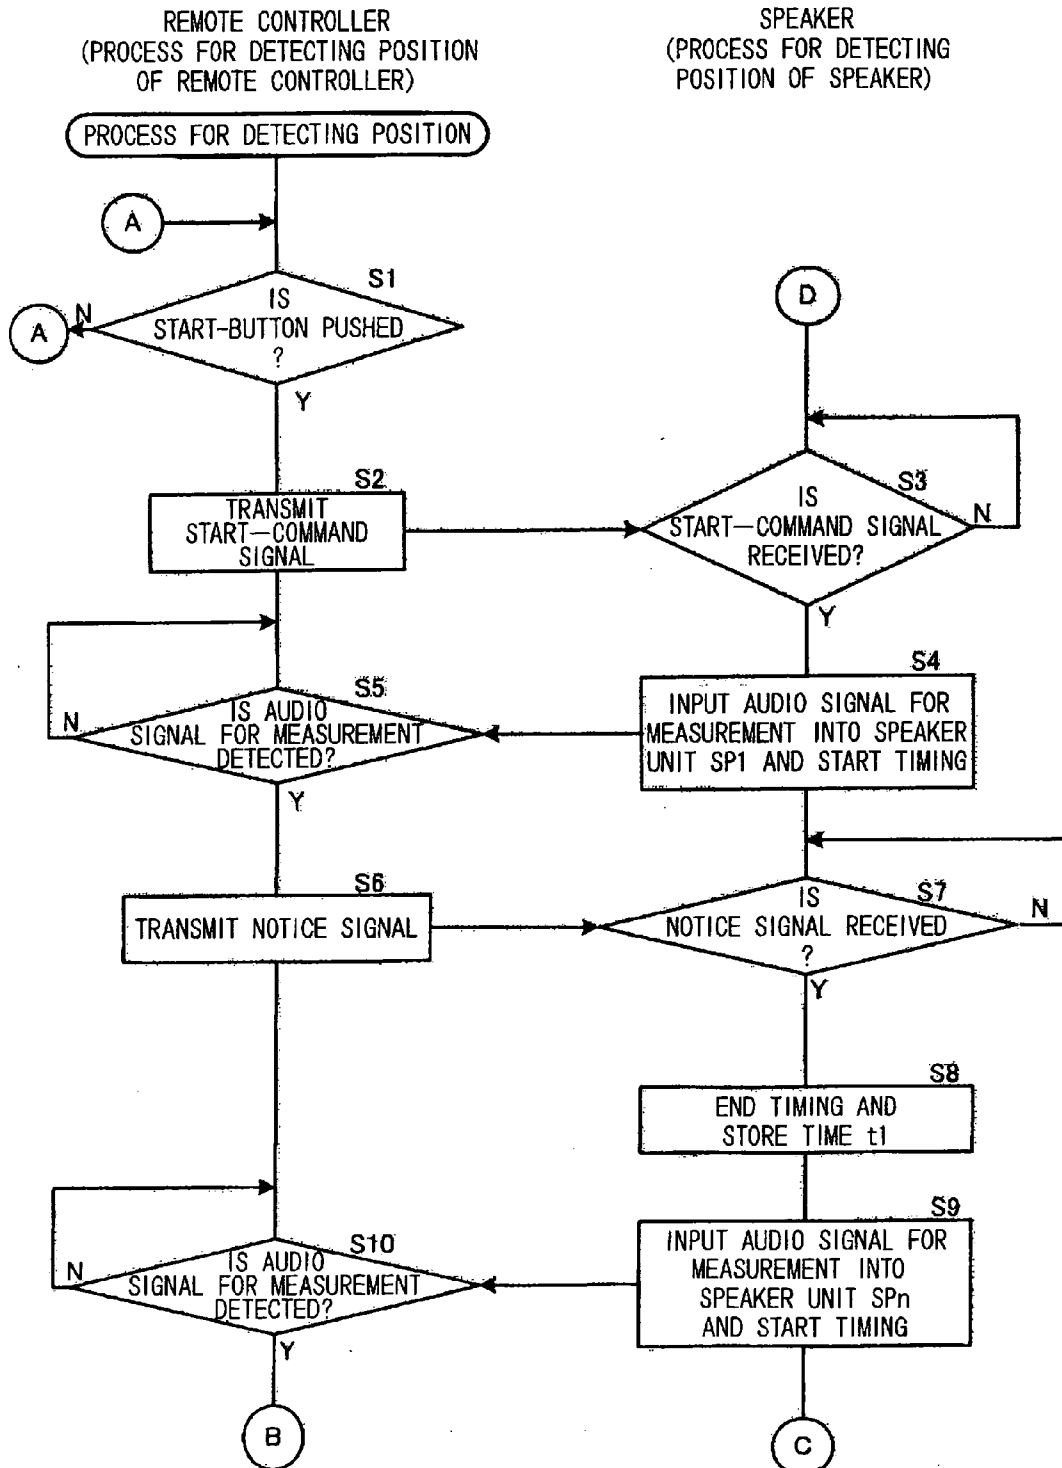 REMOTE CONTROLLER
(PROCESS FOR DETECTING POSITION
OF REMOTE CONTROLLER)
SPEAKER
(PROCESS FOR DETECTING
POSITION OF SPEAKER)
PROCESS FOR DETECTING POSITION
A
S1
IS
START-BUTTON PUSHED
?
N
A
Y
D
S2
TRANSMIT
START—COMMAND
SIGNAL
S3
IS
START—COMMAND SIGNAL
RECEIVED?
N
Y
S4
INPUT AUDIO SIGNAL FOR
MEASUREMENT INTO SPEAKER
UNIT SP1 AND START TIMING
S5
IS AUDIO
SIGNAL FOR MEASUREMENT
DETECTED?
N
Y
S6
TRANSMIT NOTICE SIGNAL
S7
IS
NOTICE SIGNAL RECEIVED
?
N
Y
S8
END TIMING AND
STORE TIME t1
S9
INPUT AUDIO SIGNAL FOR
MEASUREMENT INTO
SPEAKER UNIT SPn
AND START TIMING
S10
IS AUDIO
SIGNAL FOR MEASUREMENT
DETECTED?
N
Y
B
C